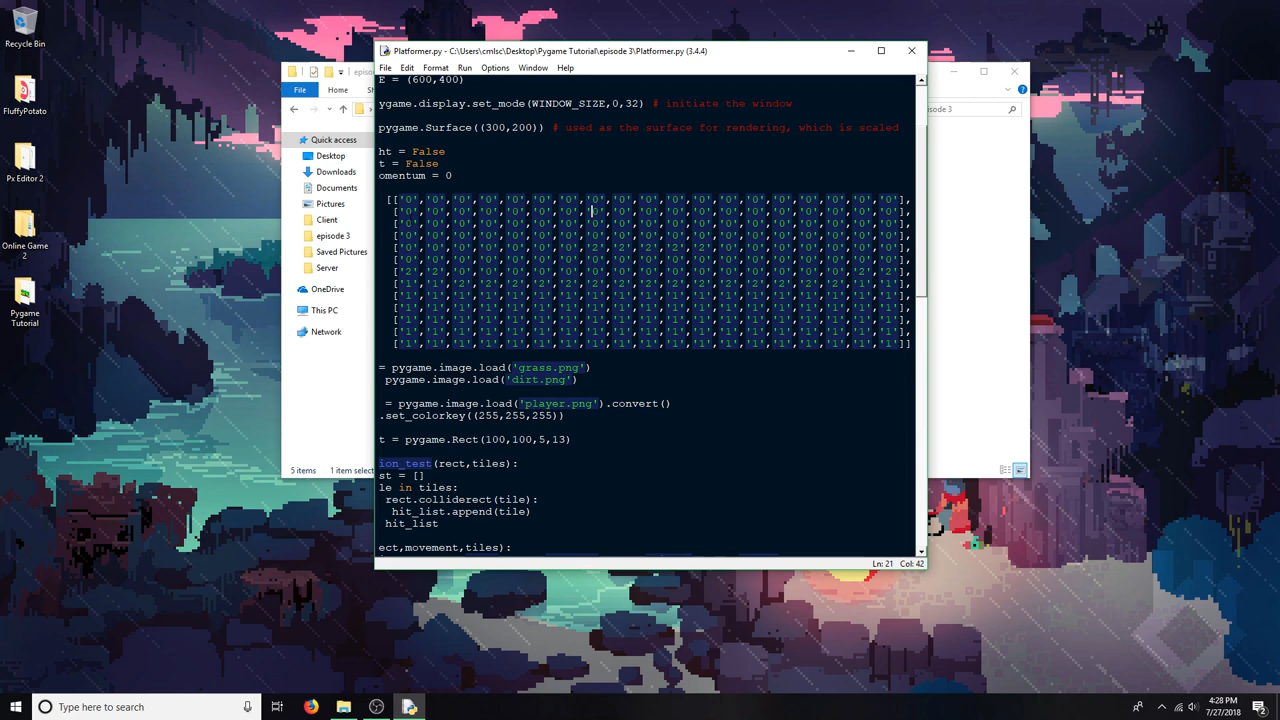 Recycle Bin
FluffyPotato
Px Editor 2
Online Game 2
Pygame Tutorial
episo
File
Home
isode 3
Quick access
Desktop
Downloads
Documents
Pictures
Client
episode 3
Saved Pictures
Server
OneDrive
This PC
Network
5 items 1 item select
Platformer.py - C:\Users\cmlsc\Desktop\Pygame Tutorial\episode 3\Platformer.py (3.4.4)
File Edit Format Run Options Window Help
E = (600,400)
ygame.display.set_mode(WINDOW_SIZE,0,32) # initiate the window
pygame.Surface((300,200)) # used as the surface for rendering, which is scaled
ht = False
t = False
omentum = 0
[['0','0','0','0','0','0','0','0','0','0','0','0','0','0','0','0','0','0','0'],
['0','0','0','0','0','0','0','0','0','0','0','0','0','0','0','0','0','0','0'],
['0','0','0','0','0','0','0','0','0','0','0','0','0','0','0','0','0','0','0'],
['0','0','0','0','0','0','0','0','0','0','0','0','0','0','0','0','0','0','0'],
['0','0','0','0','0','0','0','2','2','2','2','2','0','0','0','0','0','0','0'],
['0','0','0','0','0','0','0','0','0','0','0','0','0','0','0','0','0','0','0'],
['2','2','0','0','0','0','0','0','0','0','0','0','0','0','0','0','0','2','2'],
['1','1','2','2','2','2','2','2','2','2','2','2','2','2','2','2','2','1','1'],
['1','1','1','1','1','1','1','1','1','1','1','1','1','1','1','1','1','1','1'],
['1','1','1','1','1','1','1','1','1','1','1','1','1','1','1','1','1','1','1'],
['1','1','1','1','1','1','1','1','1','1','1','1','1','1','1','1','1','1','1'],
['1','1','1','1','1','1','1','1','1','1','1','1','1','1','1','1','1','1','1'],
['1','1','1','1','1','1','1','1','1','1','1','1','1','1','1','1','1','1','1']]
= pygame.image.load('grass.png')
pygame.image.load('dirt.png')
= pygame.image.load('player.png').convert()
.set_colorkey((255,255,255))
t = pygame.Rect(100,100,5,13)
ion_test(rect,tiles):
st = []
le in tiles:
rect.colliderect(tile):
hit_list.append(tile)
hit_list
ect,movement,tiles):
Ln: 21 Col: 42
Type here to search
4:28 PM
7/27/2018
2